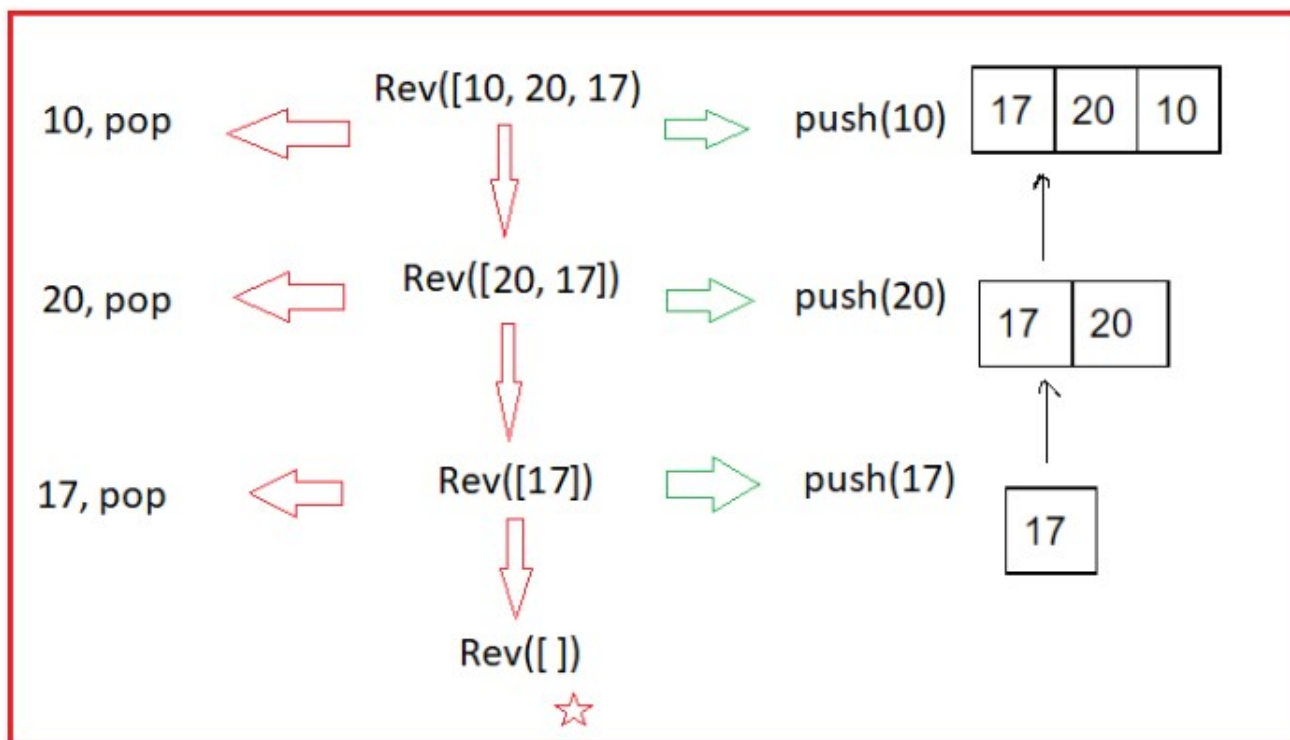 10, pop
Rev([10, 20, 17)
push(10)
17 20 10
20, pop
Rev([20, 17])
push(20)
17 20
17, pop
Rev([17])
push(17)
17
Rev([ ])